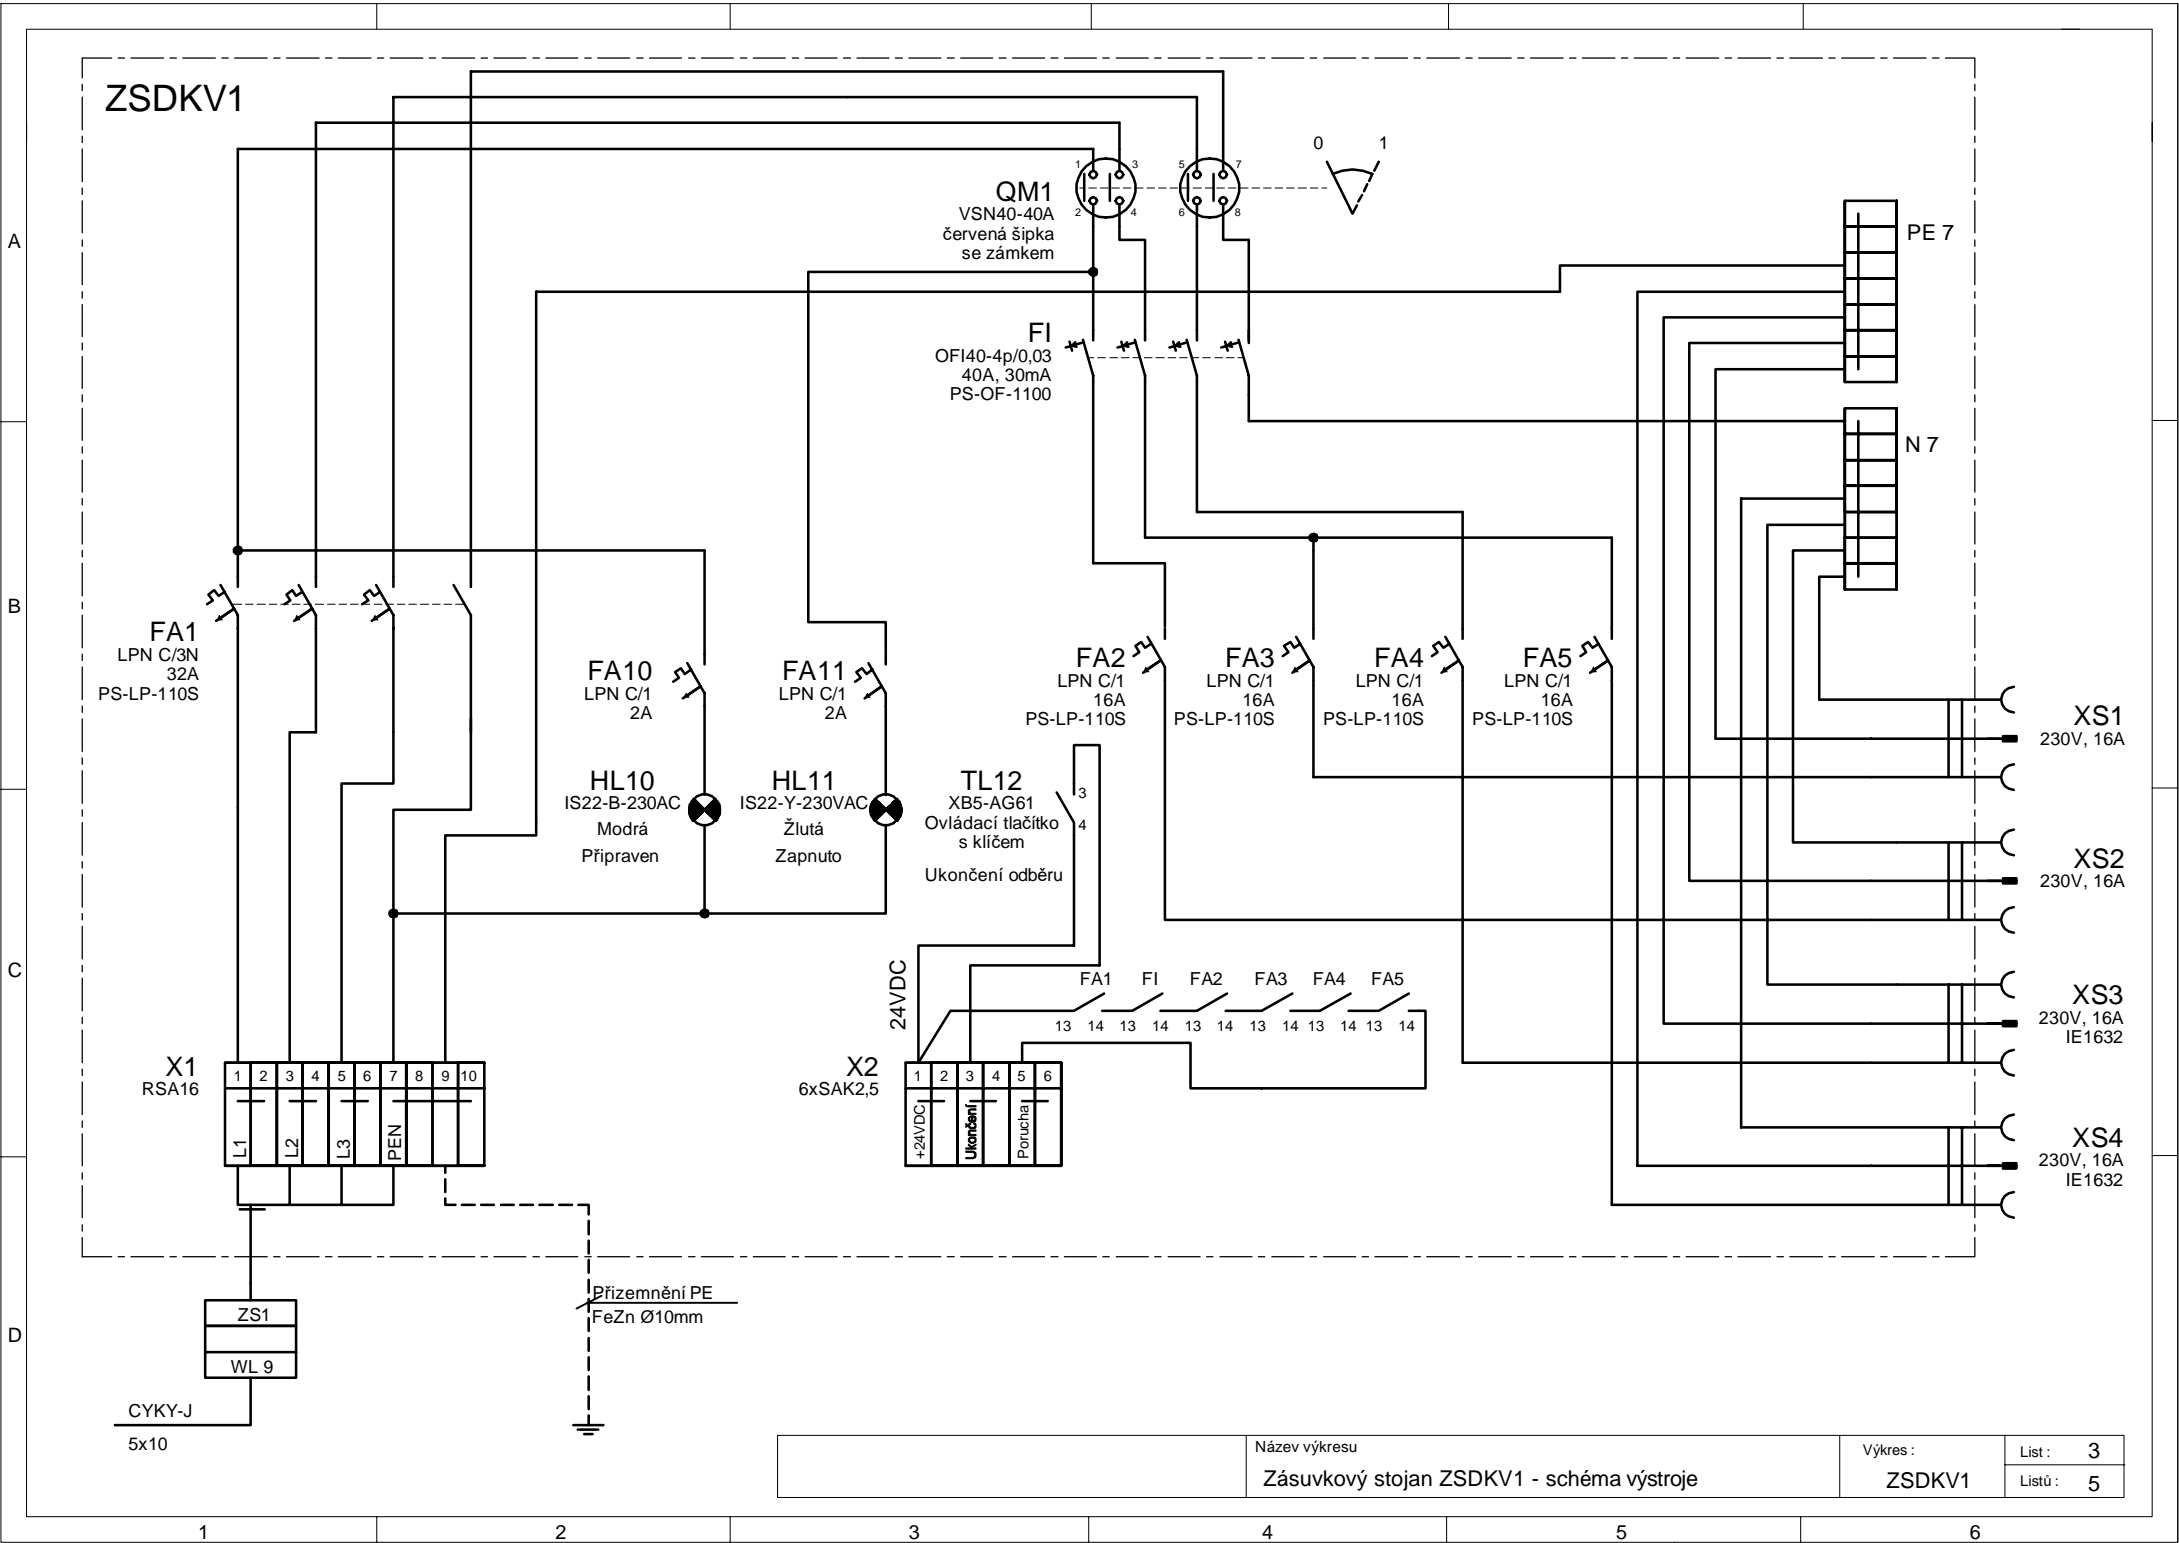 ZSDKV1
0 1
1 3 5 7
2 4 6 8
QM1
VSN40-40A
červená šipka
se zámkem
PE 7
FI
OFI40-4p/0,03
40A, 30mA
PS-OF-1100
N 7
A
B
C
D
FA1
LPN C/3N
32A
PS-LP-110S
FA10
LPN C/1
2A
FA11
LPN C/1
2A
FA2
LPN C/1
16A
PS-LP-110S
FA3
LPN C/1
16A
PS-LP-110S
FA4
LPN C/1
16A
PS-LP-110S
FA5
LPN C/1
16A
PS-LP-110S
XS1
230V, 16A
HL10
IS22-B-230AC
Modrá
Připraven
HL11
IS22-Y-230VAC
Žlutá
Zapnuto
TL12
XB5-AG61
Ovládací tlačítko
s klíčem
Ukončení odběru
3
4
XS2
230V, 16A
24VDC
FA1 FI FA2 FA3 FA4 FA5
13 14 13 14 13 14 13 14 13 14 13 14
XS3
230V, 16A
IE1632
X1
RSA16
1 2 3 4 5 6 7 8 9 10
L1 L2 L3 PEN
X2
6xSAK2,5
1 2 3 4 5 6
+24VDC Ukončení Porucha
XS4
230V, 16A
IE1632
Přizemnění PE
FeZn Ø10mm
ZS1
WL 9
CYKY-J
5x10
Název výkresu
Zásuvkový stojan ZSDKV1 - schéma výstroje
Výkres :
ZSDKV1
List : 3
Listů : 5
1 2 3 4 5 6